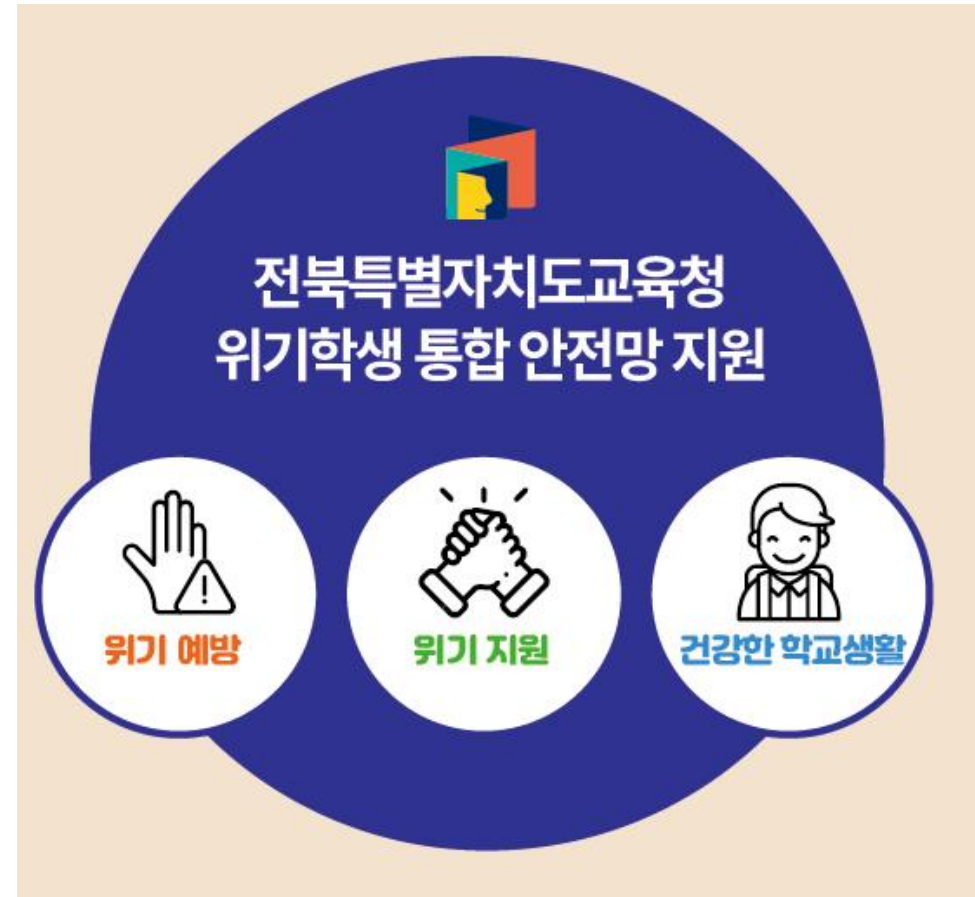 전북특별자치도교육청
위기학생 통합 안전망 지원
위기 예방
위기 지원
건강한 학교생활